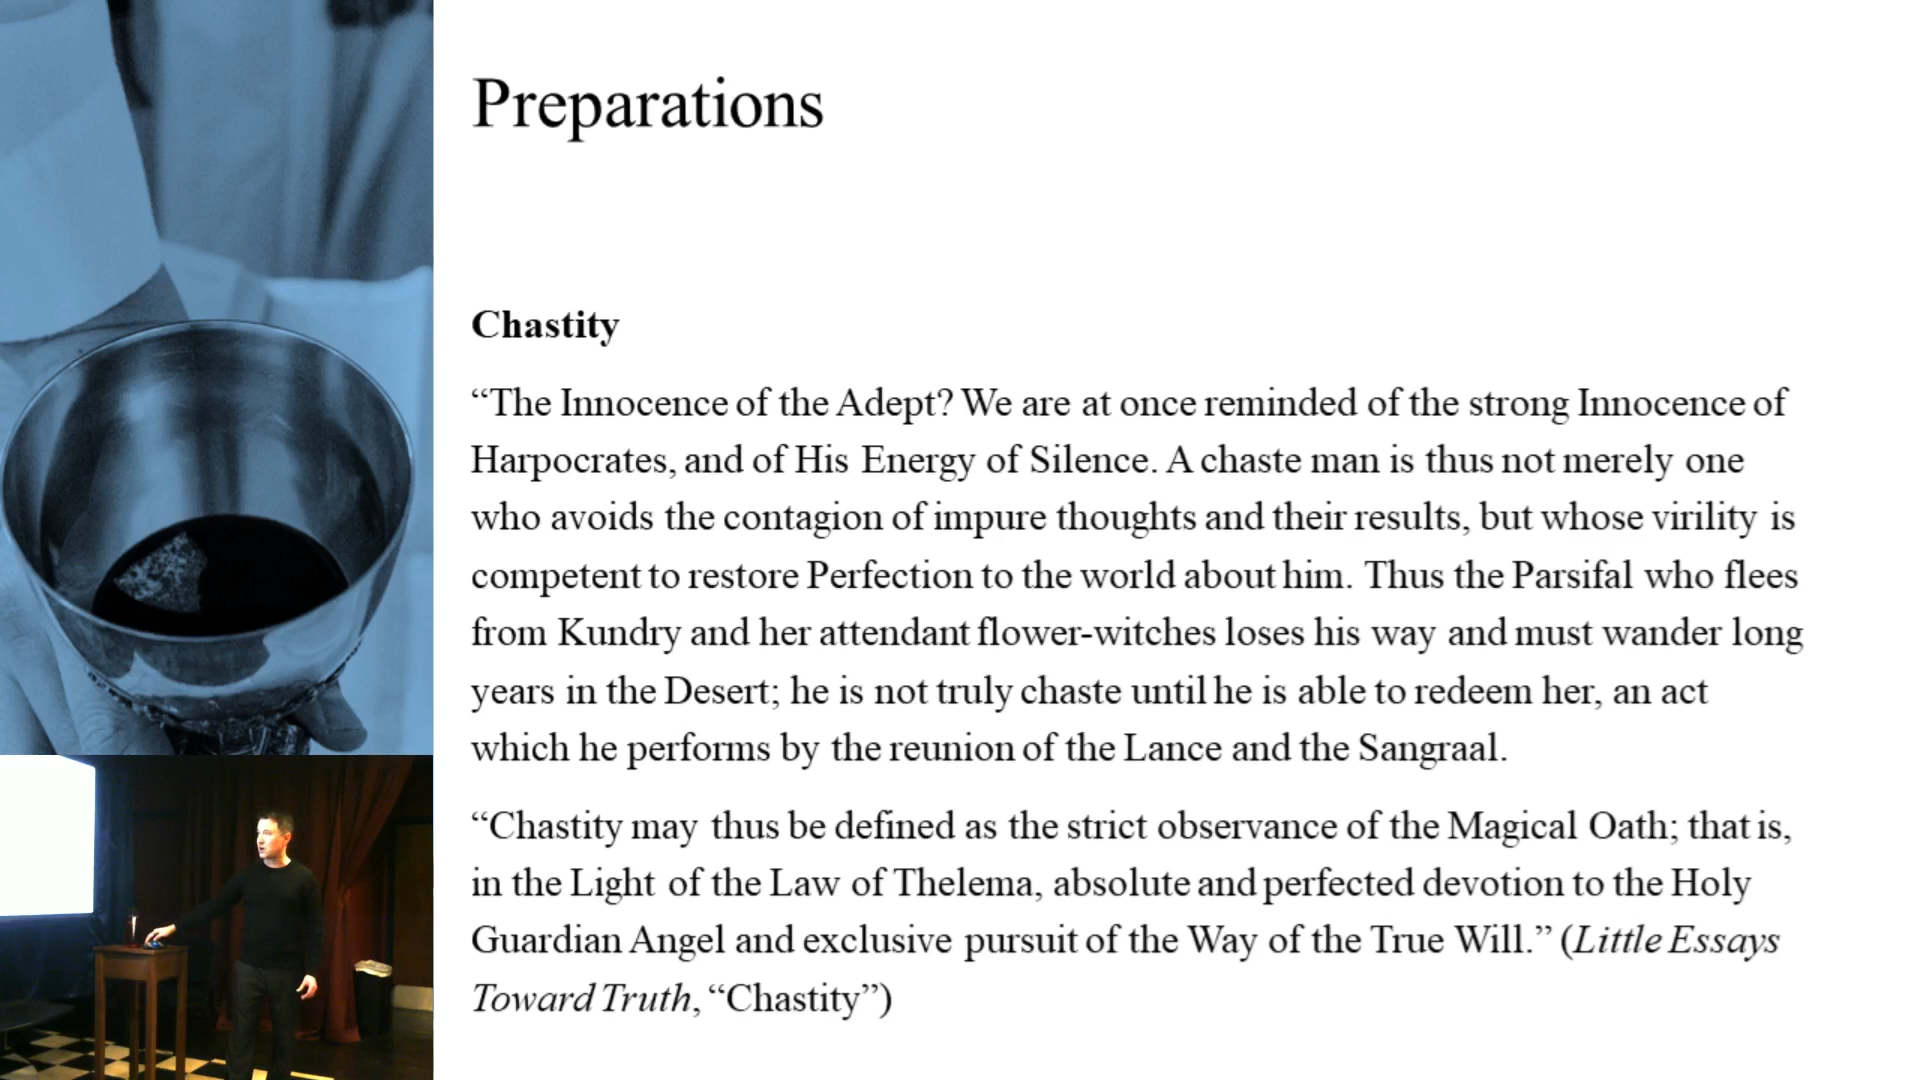 Preparations
Chastity
“The Innocence of the Adept? We are at once reminded of the strong Innocence of
Harpocrates, and of His Energy of Silence. A chaste man is thus not merely one
who avoids the contagion of impure thoughts and their results, but whose virility is
competent to restore Perfection to the world about him. Thus the Parsifal who flees
from Kundry and her attendant flower-witches loses his way and must wander long
years in the Desert; he is not truly chaste until he is able to redeem her, an act
which he performs by the reunion of the Lance and the Sangraal.
“Chastity may thus be defined as the strict observance of the Magical Oath; that is,
in the Light of the Law of Thelema, absolute and perfected devotion to the Holy
Guardian Angel and exclusive pursuit of the Way of the True Will.” (Little Essays
Toward Truth, “Chastity”)